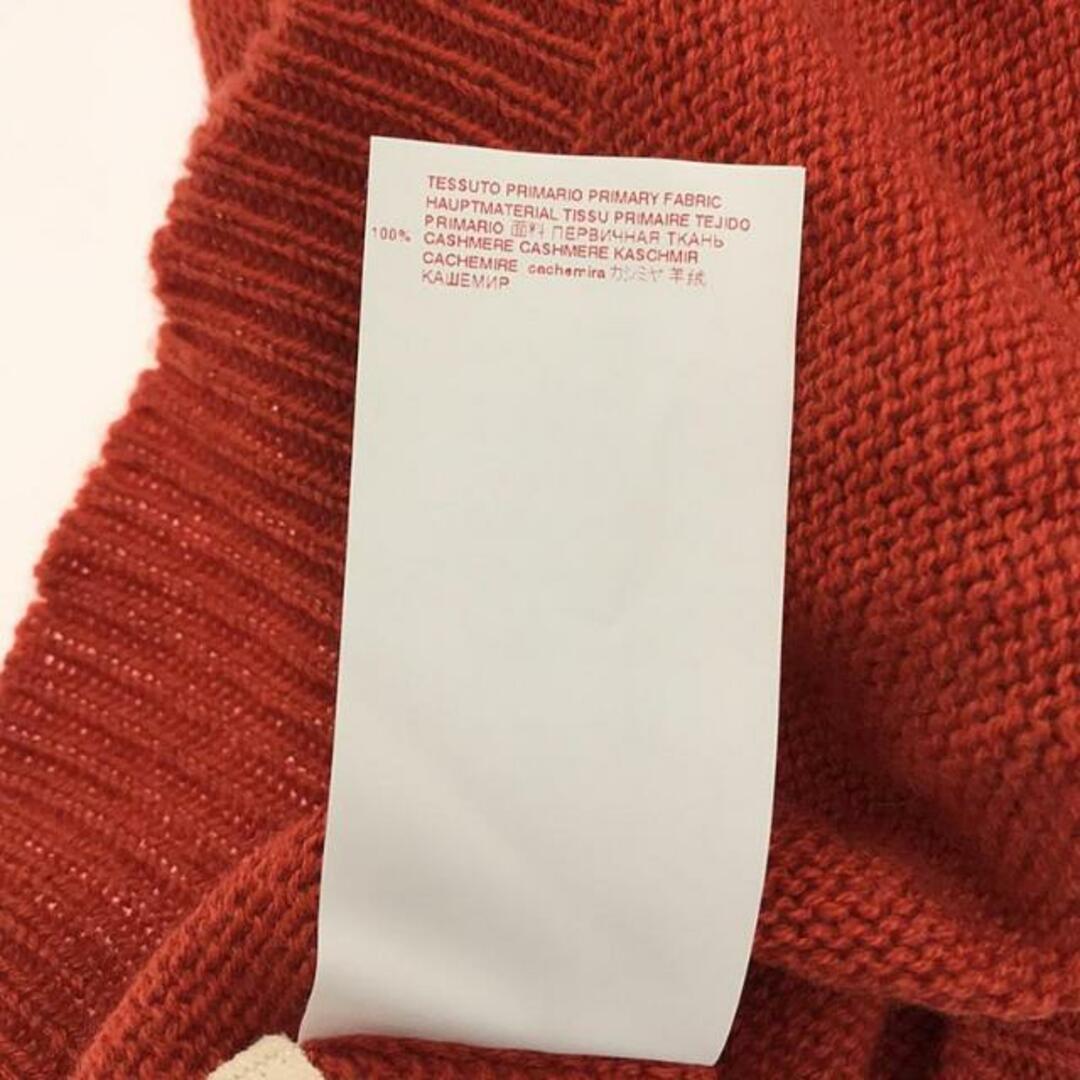 TESSUTO PRIMARIO PRIMARY FABRIC
HAUPTMATERIAL TISSU PRIMAIRE TEJIDO
PRIMARIO 面料 ПЕРВИЧНАЯ ТКАНЬ
100% CASHMERE CASHMERE KASCHMIR
CACHEMIRE cachemira カシミヤ 羊絨
КАШЕМИР